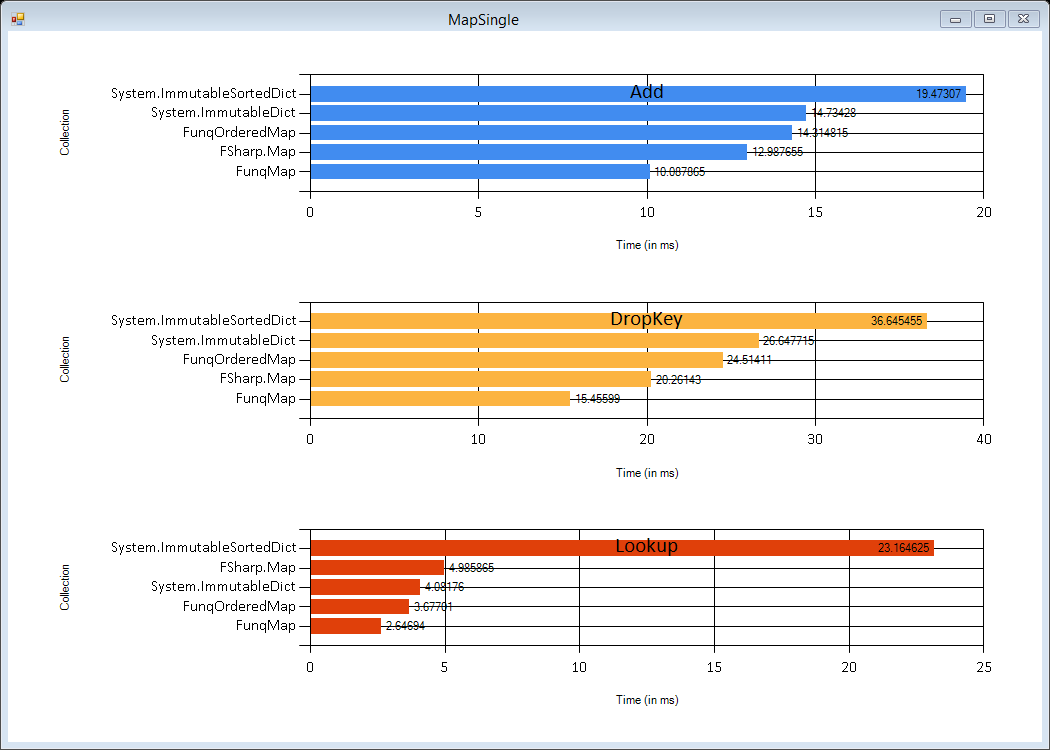 MapSingle
Collection
Add
System.ImmutableSortedDict 19.47307
System.ImmutableDict 14.73428
FunqOrderedMap 14.314815
FSharp.Map 12.987655
FunqMap 10.087865
0 5 10 15 20
Time (in ms)
Collection
DropKey
System.ImmutableSortedDict 36.645455
System.ImmutableDict 26.647715
FunqOrderedMap 24.51411
FSharp.Map 20.26143
FunqMap 15.45599
0 10 20 30 40
Time (in ms)
Collection
Lookup
System.ImmutableSortedDict 23.164625
FSharp.Map 4.985865
System.ImmutableDict 4.08176
FunqOrderedMap 3.67701
FunqMap 2.64694
0 5 10 15 20 25
Time (in ms)